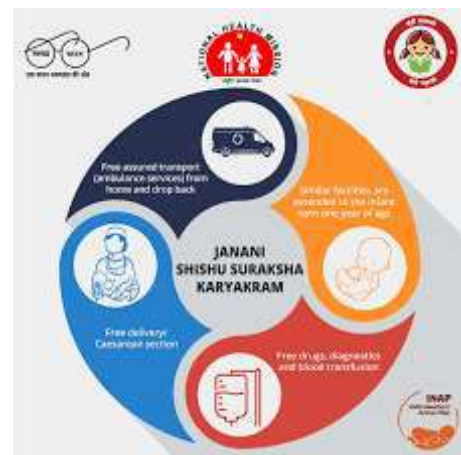 NATIONAL HEALTH MISSION
Free assured transport
(ambulance services) from
home and drop back
Similar facilities are
extended to the infant
one year of age
JANANI
SHISHU SURAKSHA
KARYAKRAM
Free delivery/
Caesarean section
Free drugs, diagnostics
and blood transfusion
INAP